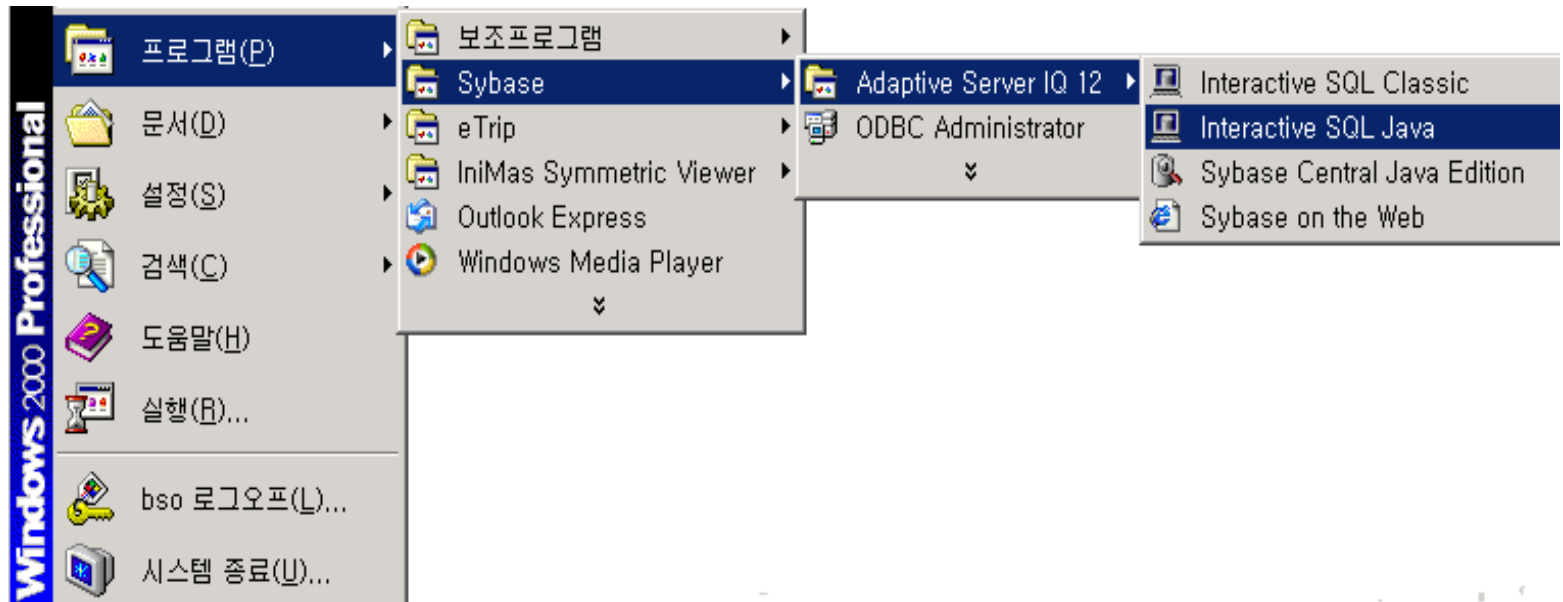 Windows 2000 Professional
프로그램(P)
문서(D)
설정(S)
검색(C)
도움말(H)
실행(R)...
bso 로그오프(L)...
시스템 종료(U)...
보조프로그램
Sybase
eTrip
IniMas Symmetric Viewer
Outlook Express
Windows Media Player
Adaptive Server IQ 12
ODBC Administrator
Interactive SQL Classic
Interactive SQL Java
Sybase Central Java Edition
Sybase on the Web